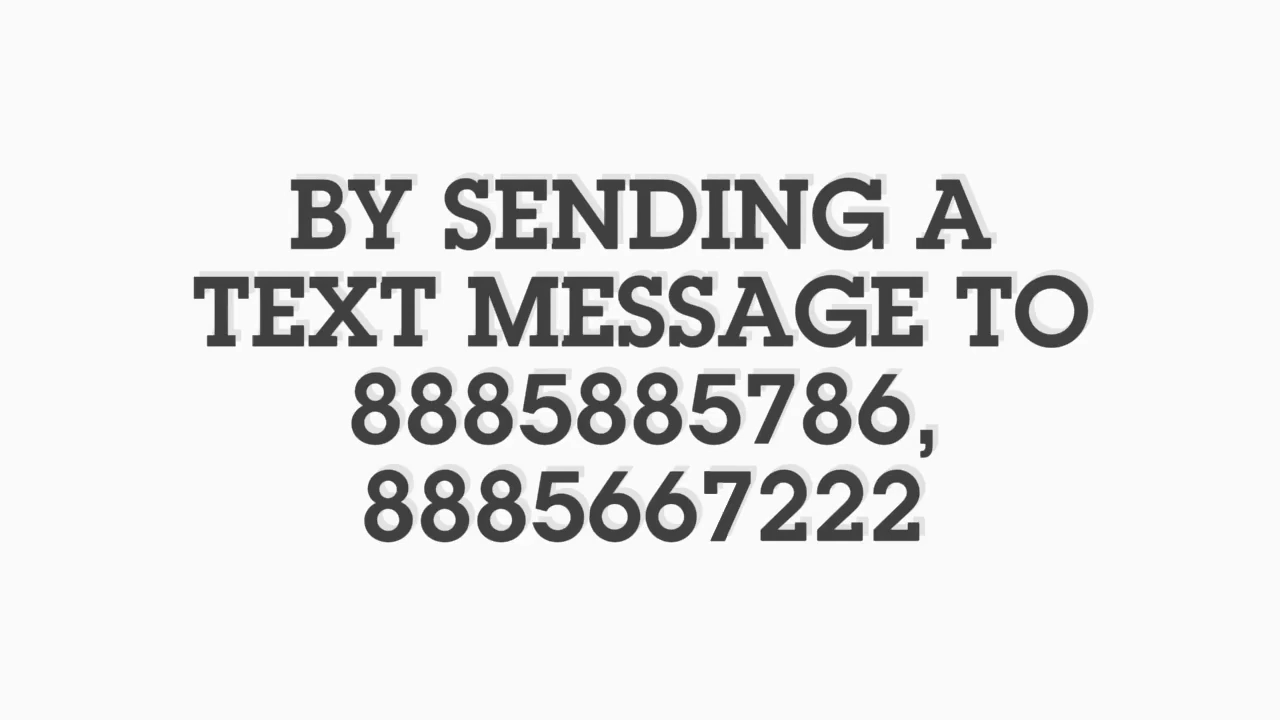 BY SENDING A
TEXT MESSAGE TO
8885885786,
8885667222